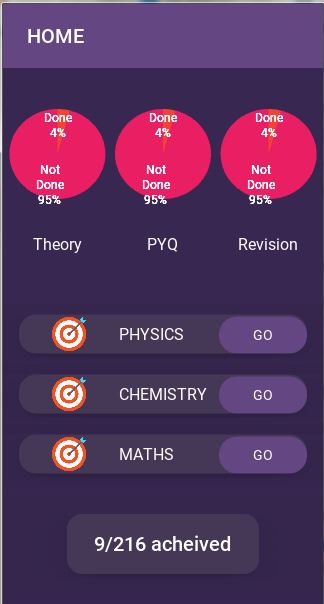 HOME
Done
4%
Not
Done
95%
Done
4%
Not
Done
95%
Done
4%
Not
Done
95%
Theory
PYQ
Revision
PHYSICS
GO
CHEMISTRY
GO
MATHS
GO
9/216 acheived